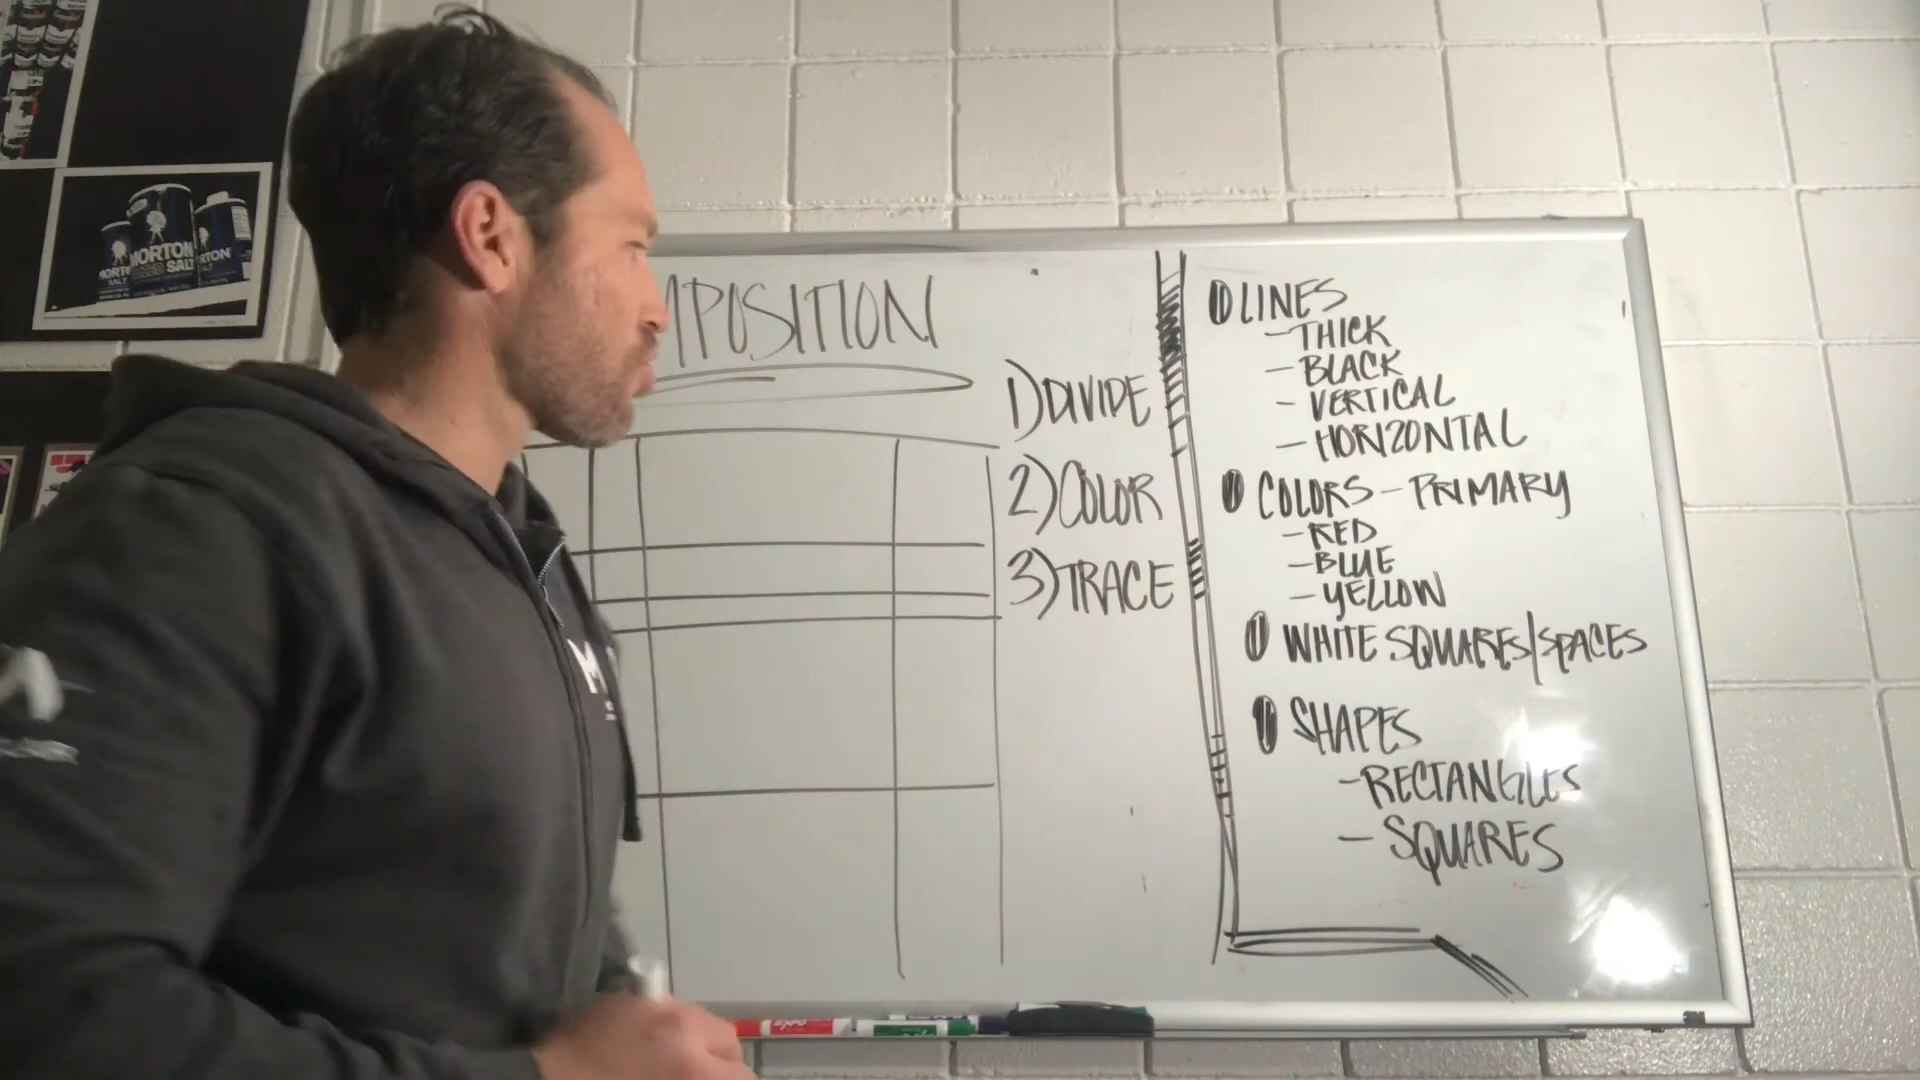 MPOSITION
1) DIVIDE
2) COLOR
3) TRACE
LINES
- THICK
- BLACK
- VERTICAL
- HORIZONTAL
COLORS - PRIMARY
- RED
- BLUE
- YELLOW
WHITE SQUARES/SPACES
SHAPES
- RECTANGLES
- SQUARES
MORTON
SALT
MORTON
SALT
EXPO